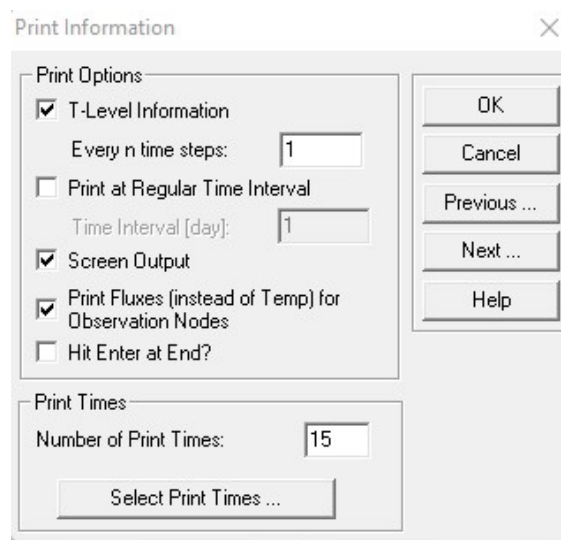 Print Information
Print Options
T-Level Information
Every n time steps: 1
Print at Regular Time Interval
Time Interval [day]: 1
Screen Output
Print Fluxes (instead of Temp) for
Observation Nodes
Hit Enter at End?
Print Times
Number of Print Times: 15
Select Print Times ...
OK
Cancel
Previous ...
Next ...
Help